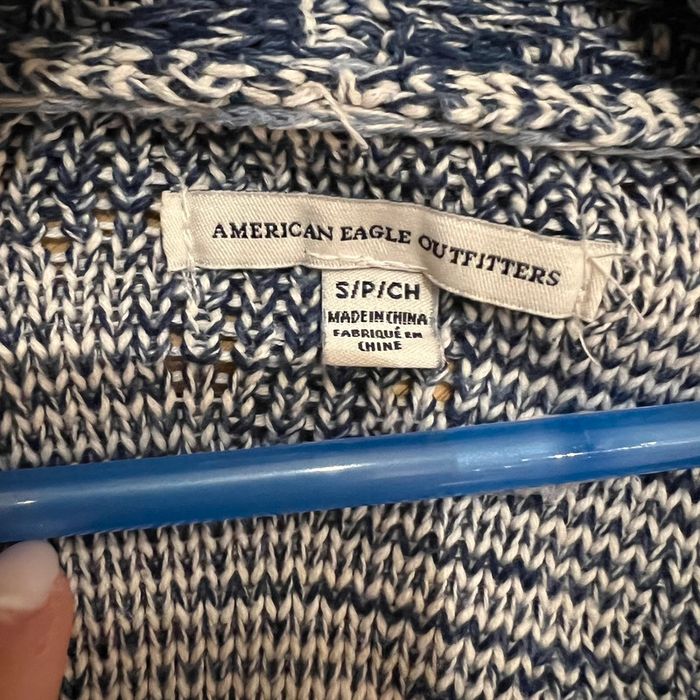 AMERICAN EAGLE OUTFITTERS
S/P/CH
MADE IN CHINA
FABRIQUÉ EN
CHINE